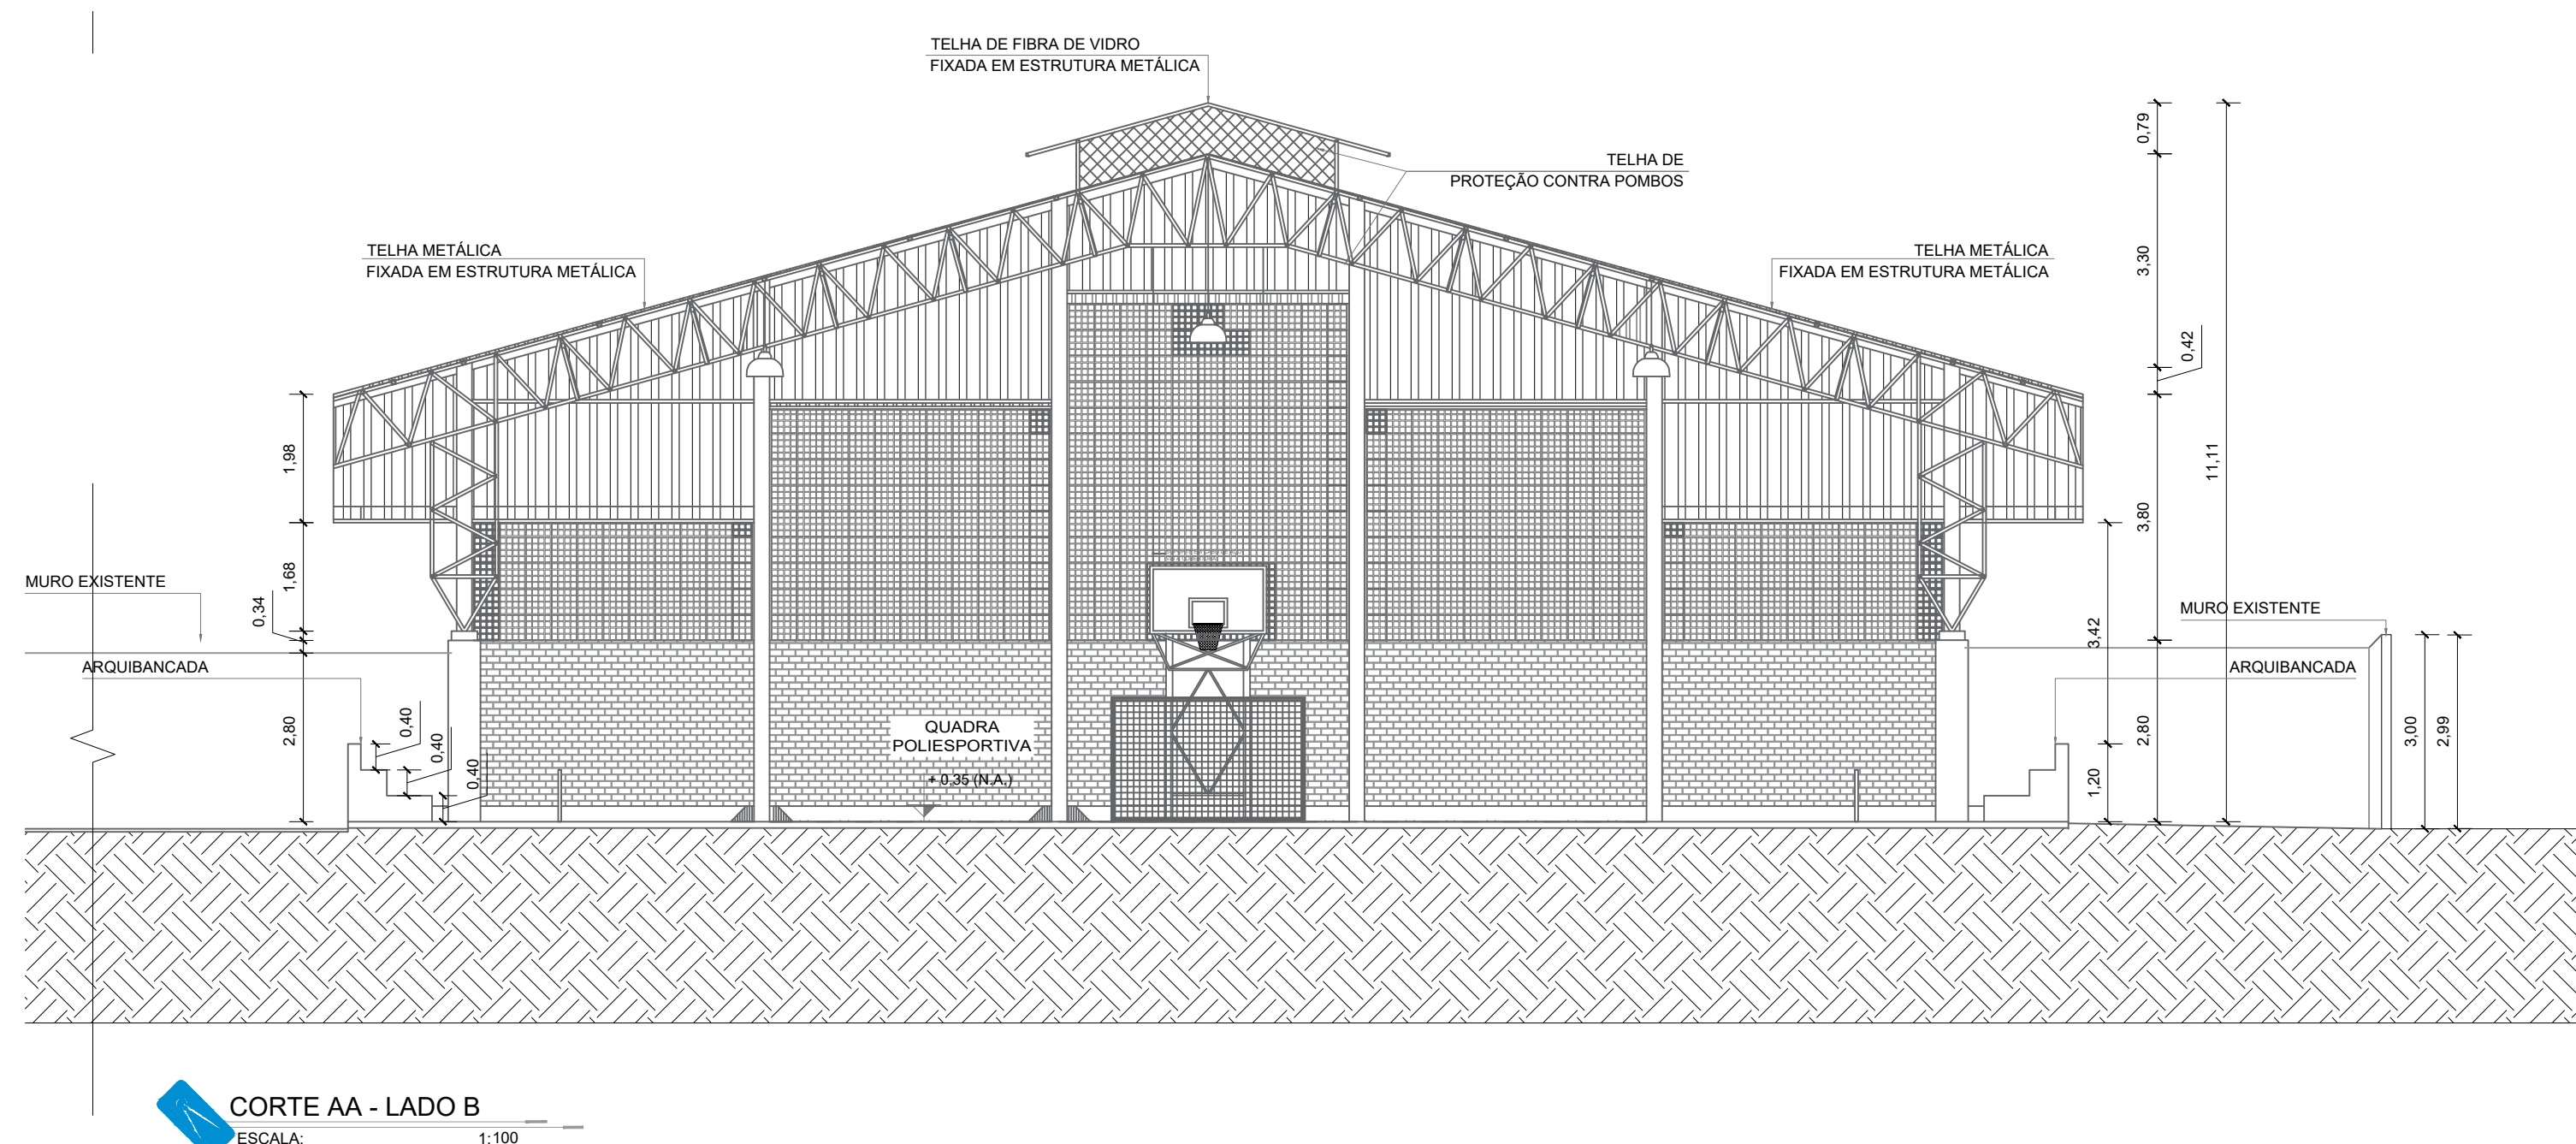 TELHA DE FIBRA DE VIDRO
FIXADA EM ESTRUTURA METÁLICA
0,79
TELHA DE
PROTEÇÃO CONTRA POMBOS
TELHA METÁLICA
FIXADA EM ESTRUTURA METÁLICA
TELHA METÁLICA
FIXADA EM ESTRUTURA METÁLICA
3,30
0,42
1,98
11,11
3,80
MURO EXISTENTE
1,68
0,34
MURO EXISTENTE
3,42
ARQUIBANCADA
ARQUIBANCADA
0,40
0,40
0,40
2,80
QUADRA
POLIESPORTIVA
+ 0,35 (N.A.)
2,80
1,20
3,00
2,99
CORTE AA - LADO B
ESCALA: 1:100